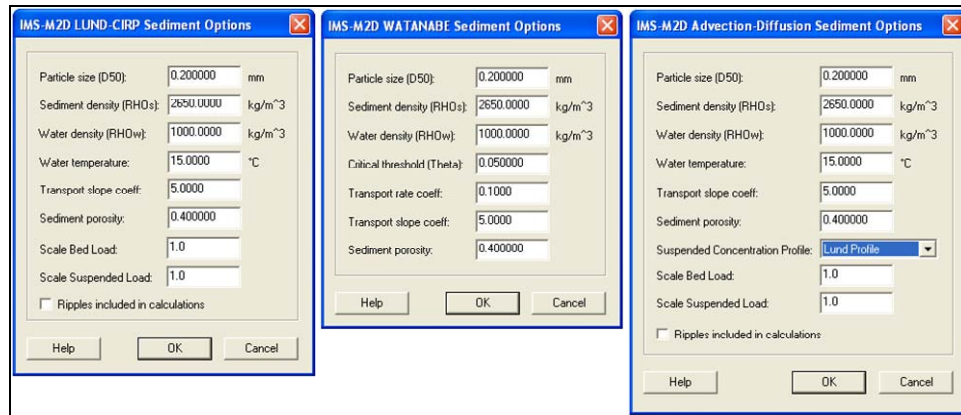 IMS-M2D LUND-CIRP Sediment Options
Particle size (D50): 0.200000 mm
Sediment density (RHOs): 2650.0000 kg/m^3
Water density (RHOw): 1000.0000 kg/m^3
Water temperature: 15.0000 °C
Transport slope coeff: 5.0000
Sediment porosity: 0.400000
Scale Bed Load: 1.0
Scale Suspended Load: 1.0
Ripples included in calculations
Help OK Cancel
IMS-M2D WATANABE Sediment Options
Particle size (D50): 0.200000 mm
Sediment density (RHOs): 2650.0000 kg/m^3
Water density (RHOw): 1000.0000 kg/m^3
Critical threshold (Theta): 0.050000
Transport rate coeff: 0.1000
Transport slope coeff: 5.0000
Sediment porosity: 0.400000
Help OK Cancel
IMS-M2D Advection-Diffusion Sediment Options
Particle size (D50): 0.200000 mm
Sediment density (RHOs): 2650.0000 kg/m^3
Water density (RHOw): 1000.0000 kg/m^3
Water temperature: 15.0000 °C
Transport slope coeff: 5.0000
Sediment porosity: 0.400000
Suspended Concentration Profile: Lund Profile
Scale Bed Load: 1.0
Scale Suspended Load: 1.0
Ripples included in calculations
Help OK Cancel